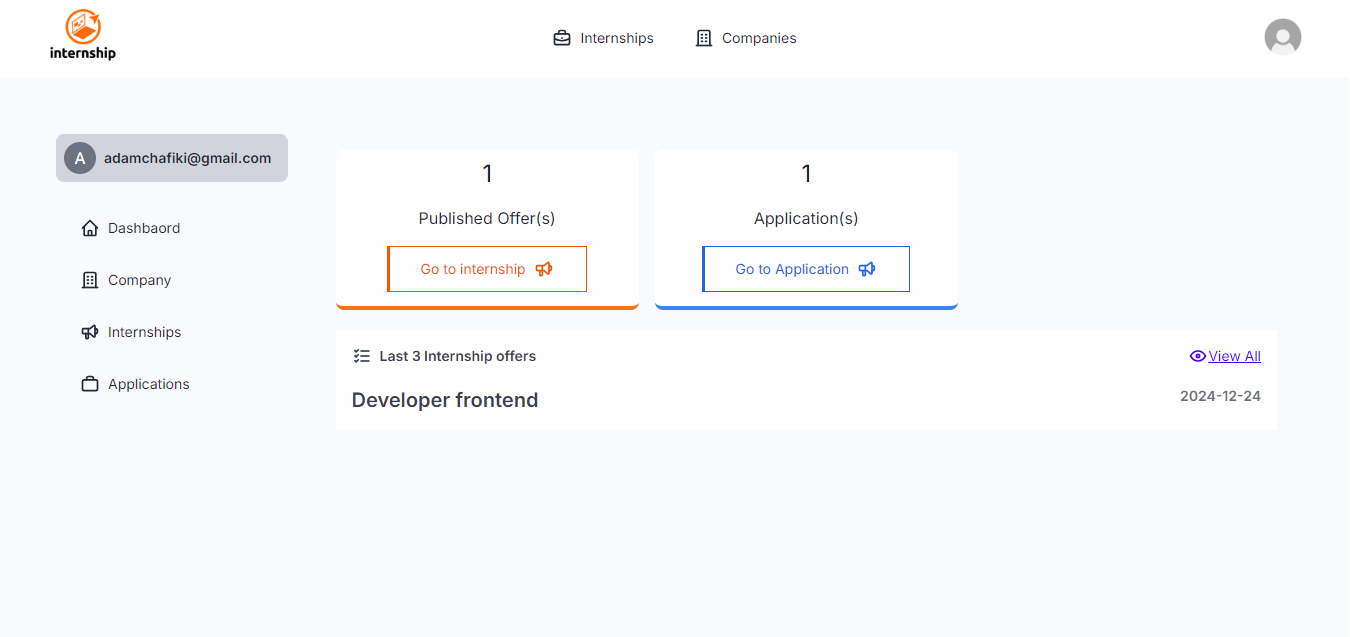 internship
Internships
Companies
A
adamchafiki@gmail.com
Dashbaord
Company
Internships
Applications
1
Published Offer(s)
Go to internship
1
Application(s)
Go to Application
Last 3 Internship offers
View All
Developer frontend
2024-12-24